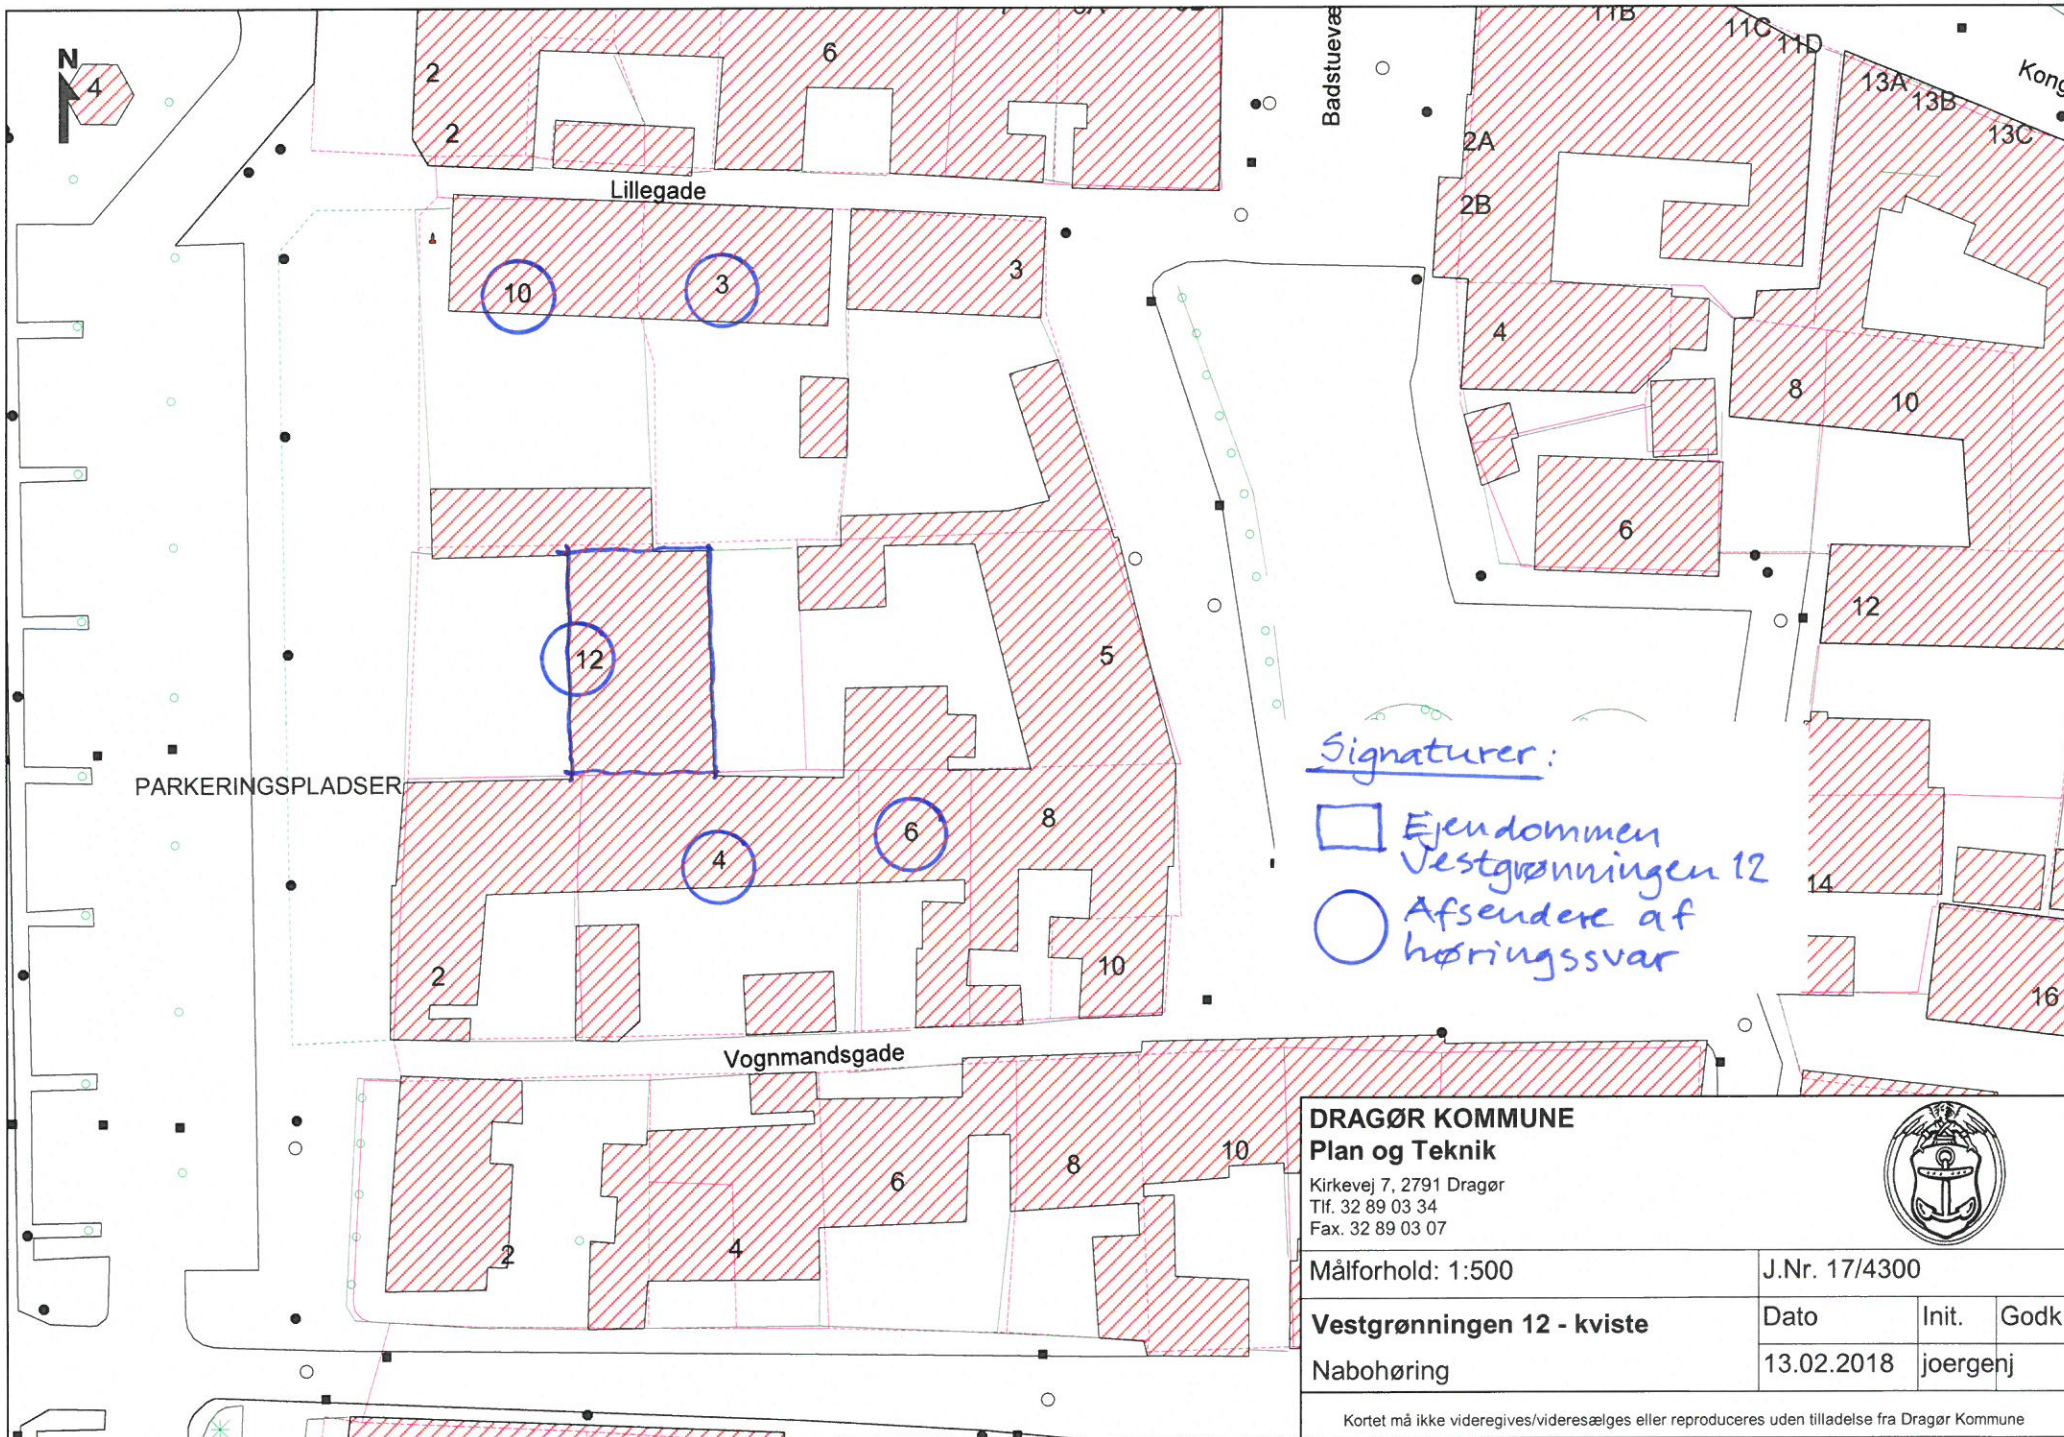 N
4
2
2
6
11B
11C
11D
13A
13B
13C
Badstuevæ
Kong
2A
2B
Lillegade
10
3
3
4
8
10
6
12
12
5
PARKERINGSPLADSER
4
6
8
2
10
14
16
Signaturer:
Ejendommen
Vestgrønningen 12
Afsendere af
høringssvar
Vognmandsgade
2
4
6
8
10
DRAGØR KOMMUNE
Plan og Teknik
Kirkevej 7, 2791 Dragør
Tlf. 32 89 03 34
Fax. 32 89 03 07
Målforhold: 1:500
J.Nr. 17/4300
Vestgrønningen 12 - kviste
Nabohøring
Dato
Init.
Godk
13.02.2018
joergenj
Kortet må ikke videregives/videresælges eller reproduceres uden tilladelse fra Dragør Kommune